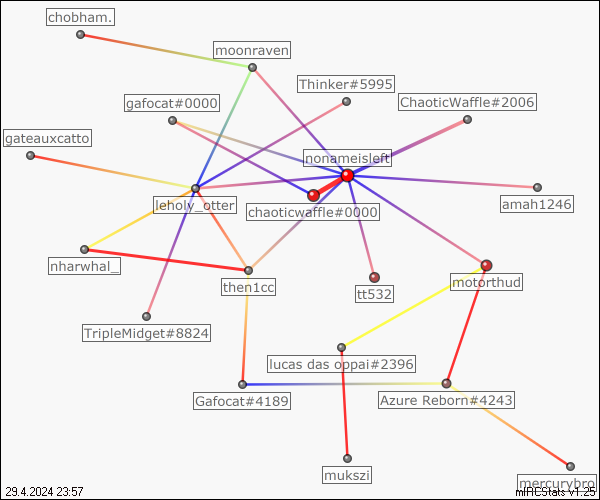 chobham.
moonraven
Thinker#5995
gafocat#0000
ChaoticWaffle#2006
gateauxcatto
nonameisleft
leholy_otter
chaoticwaffle#0000
amah1246
nharwhal_
then1cc
tt532
motorthud
TripleMidget#8824
lucas das oppai#2396
Gafocat#4189
Azure Reborn#4243
mukszi
mercurybro
29.4.2024 23:57
mIRCStats v1.25